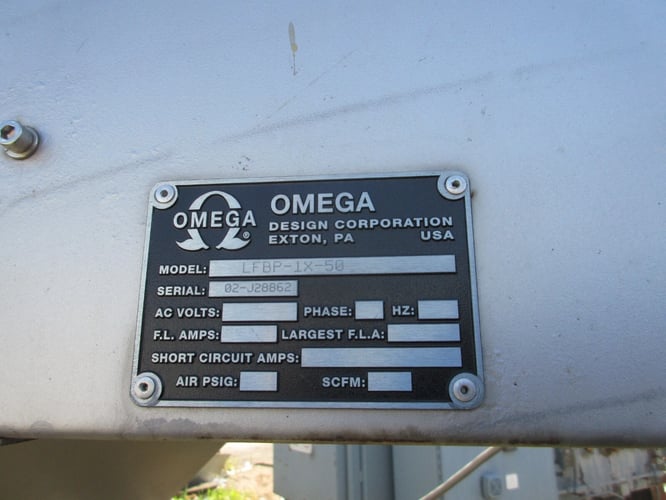 OMEGA
®
OMEGA
DESIGN CORPORATION
EXTON, PA USA
MODEL: LFBP-1X-50
SERIAL: 02-J28862
AC VOLTS: PHASE: HZ:
F.L. AMPS: LARGEST F.L.A:
SHORT CIRCUIT AMPS:
AIR PSIG: SCFM: